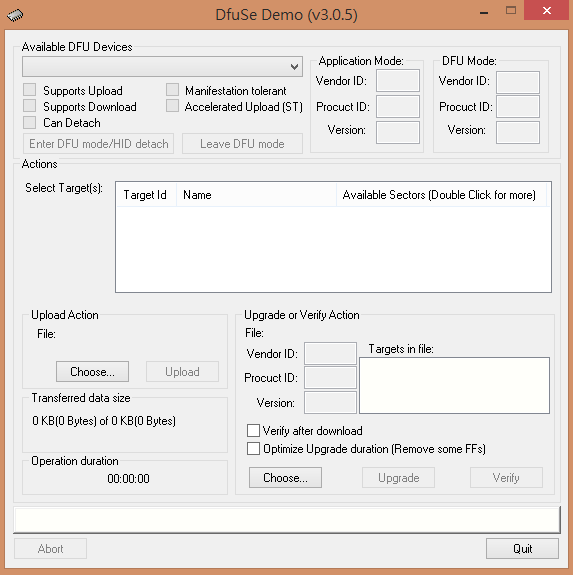 DfuSe Demo (v3.0.5)
Available DFU Devices
Supports Upload
Manifestation tolerant
Supports Download
Accelerated Upload (ST)
Can Detach
Enter DFU mode/HID detach
Leave DFU mode
Application Mode:
Vendor ID:
Procuct ID:
Version:
DFU Mode:
Vendor ID:
Procuct ID:
Version:
Actions
Select Target(s):
Target Id
Name
Available Sectors (Double Click for more)
Upload Action
File:
Choose...
Upload
Transferred data size
0 KB(0 Bytes) of 0 KB(0 Bytes)
Operation duration
00:00:00
Upgrade or Verify Action
File:
Vendor ID:
Procuct ID:
Version:
Targets in file:
Verify after download
Optimize Upgrade duration (Remove some FFs)
Choose...
Upgrade
Verify
Abort
Quit